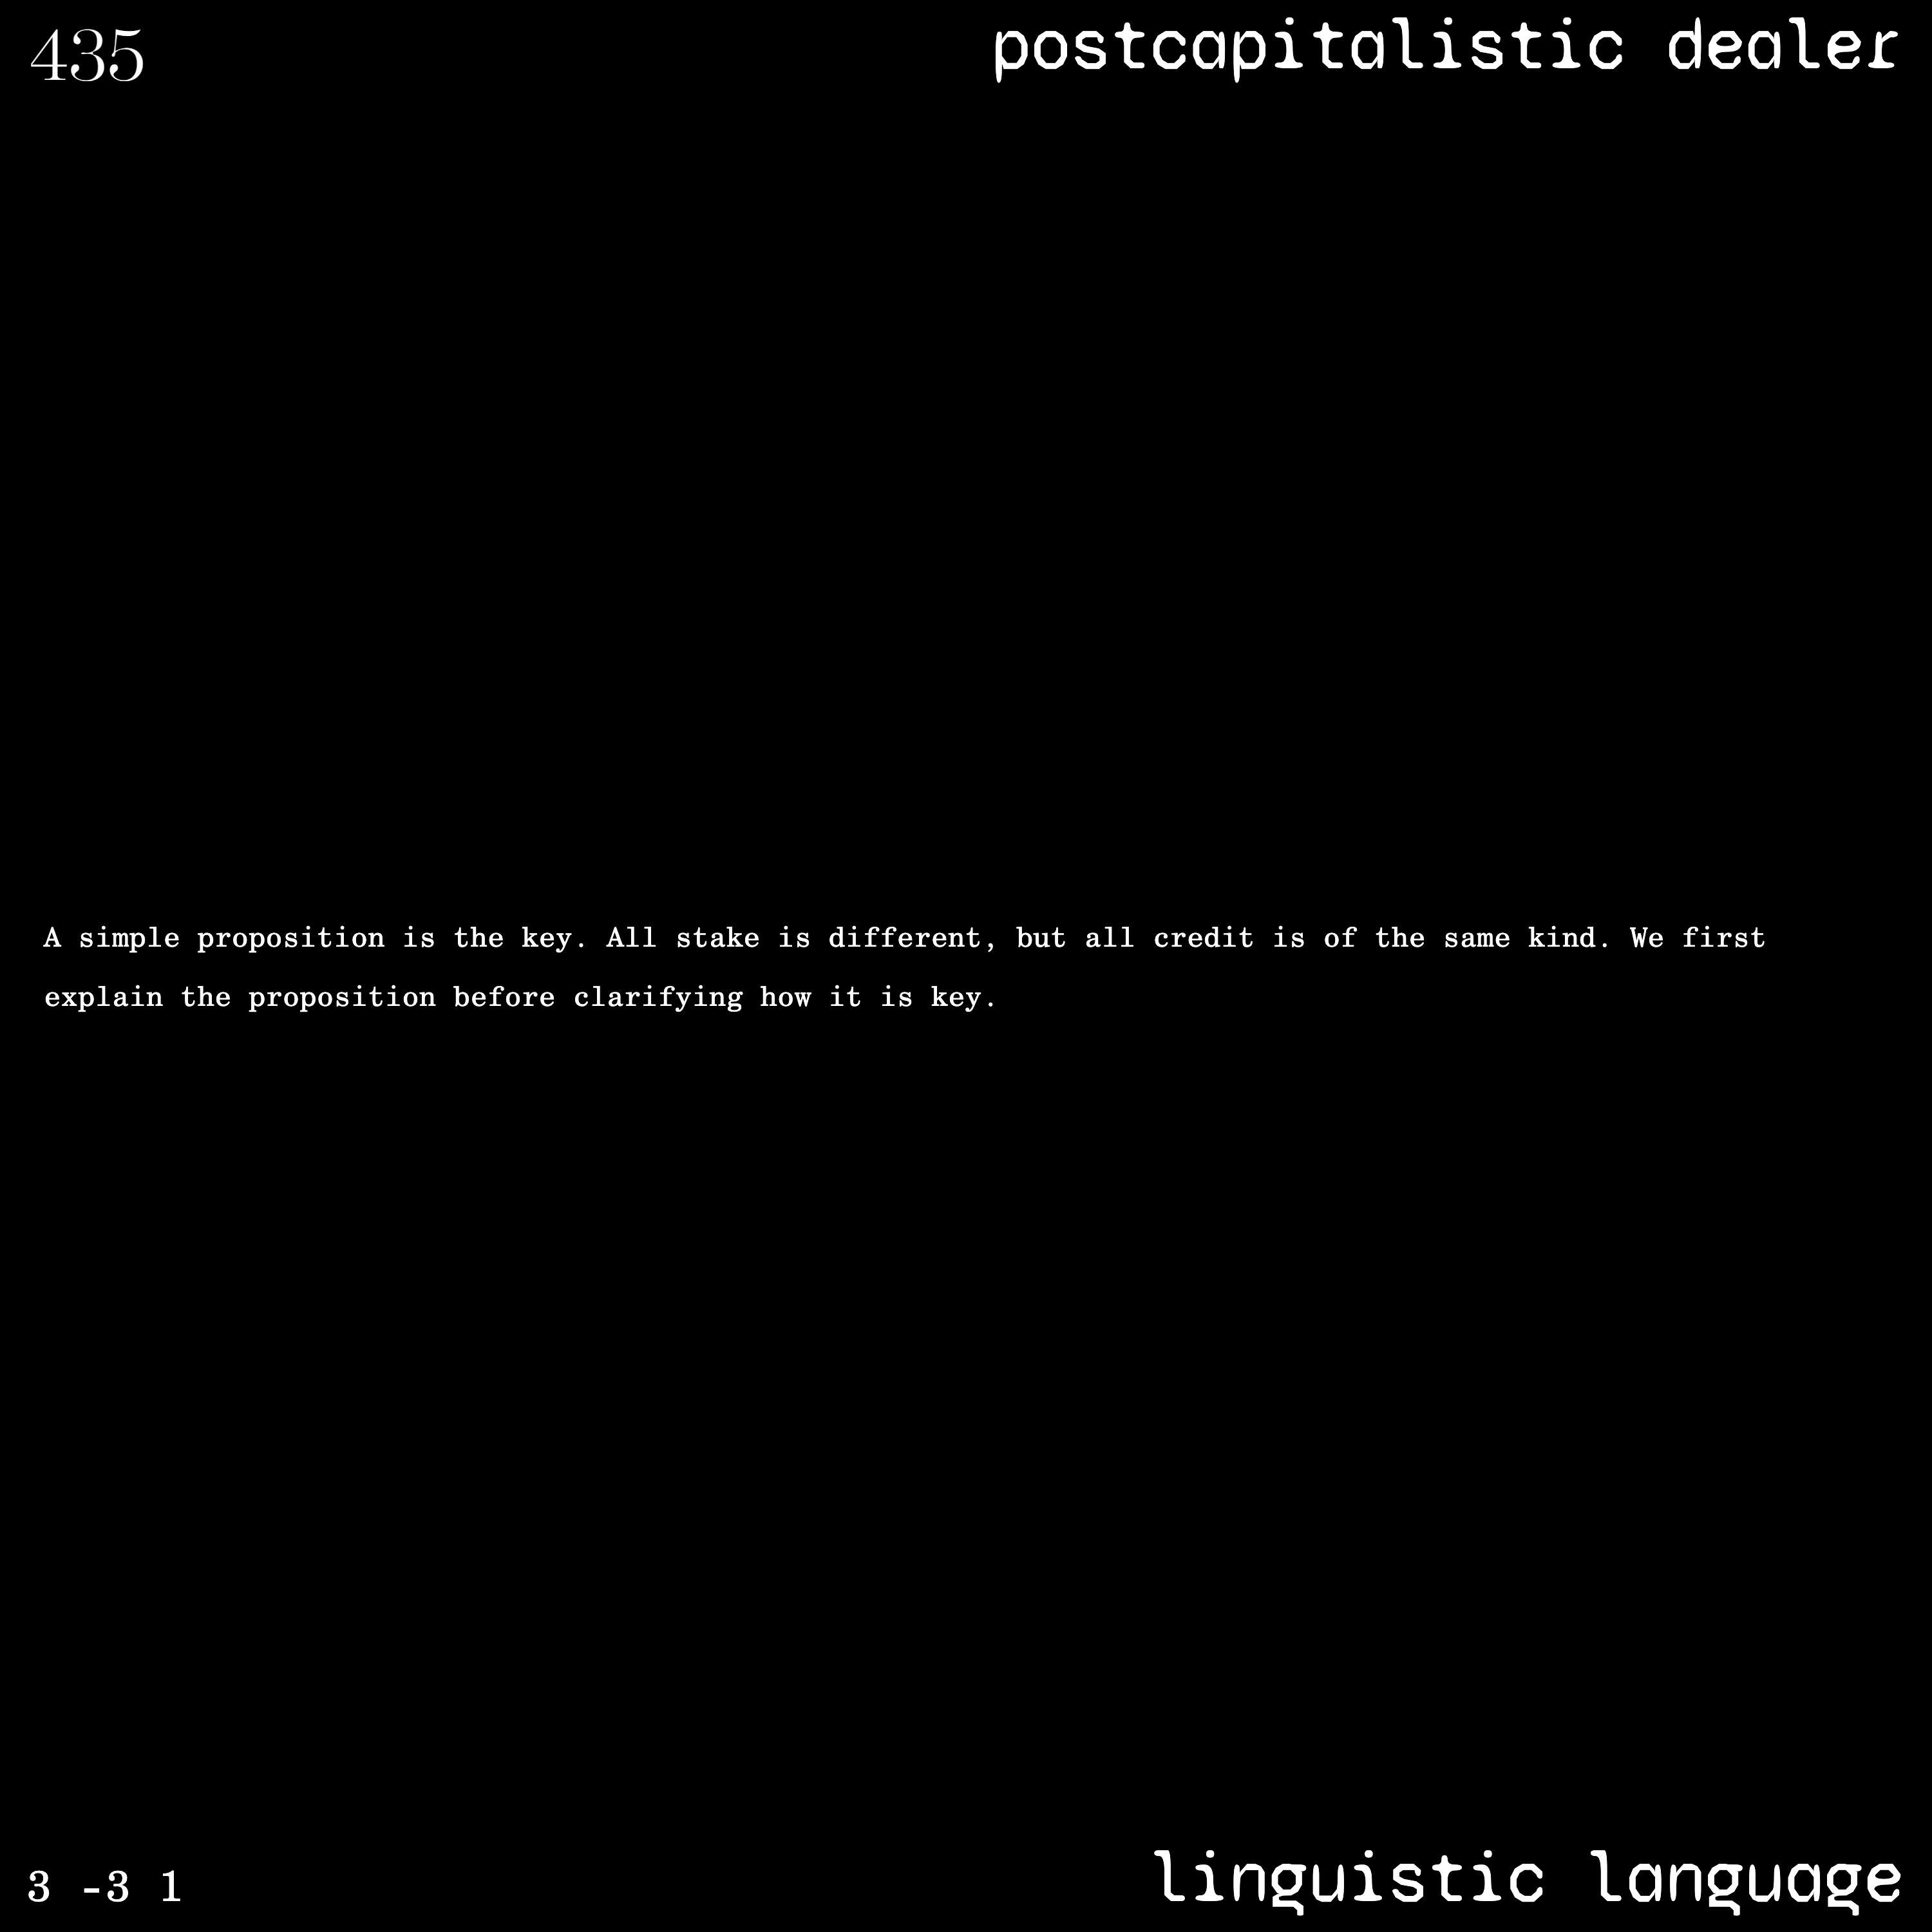 435
postcapitalistic dealer
A simple proposition is the key. All stake is different, but all credit is of the same kind. We first
explain the proposition before clarifying how it is key.
3 -3 1
linguistic language